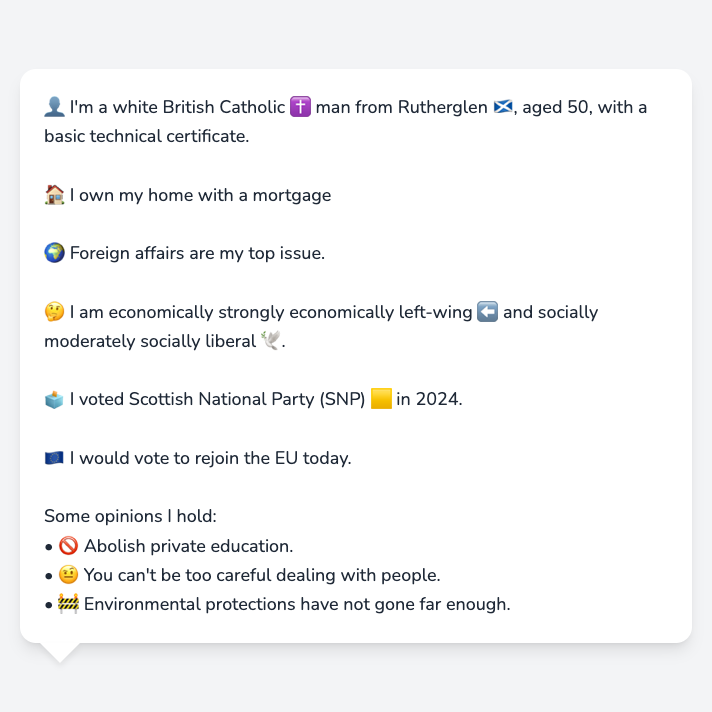 👤 I'm a white British Catholic ✝️ man from Rutherglen 🏴󠁧󠁢󠁳󠁣󠁴󠁿, aged 50, with a
basic technical certificate.
🏠 I own my home with a mortgage
🌍 Foreign affairs are my top issue.
🤔 I am economically strongly economically left-wing ⬅️ and socially
moderately socially liberal 🕊️.
🗳️ I voted Scottish National Party (SNP) 🟨 in 2024.
🇪🇺 I would vote to rejoin the EU today.
Some opinions I hold:
• 🚫 Abolish private education.
• 🤨 You can't be too careful dealing with people.
• 🚧 Environmental protections have not gone far enough.